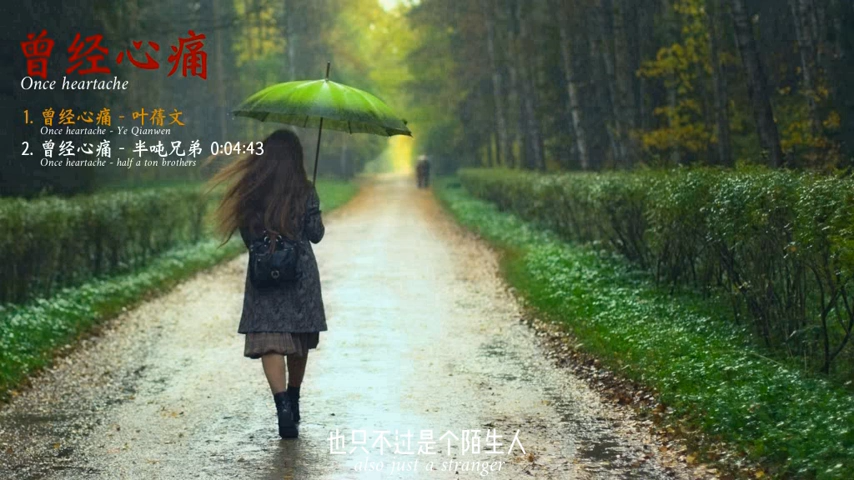 曾经心痛
Once heartache
1. 曾经心痛 - 叶蒨文
Once heartache - Ye Qianwen
2. 曾经心痛 - 半吨兄弟 0:04:43
Once heartache - half a ton brothers
也只不过是个陌生人
also just a stranger